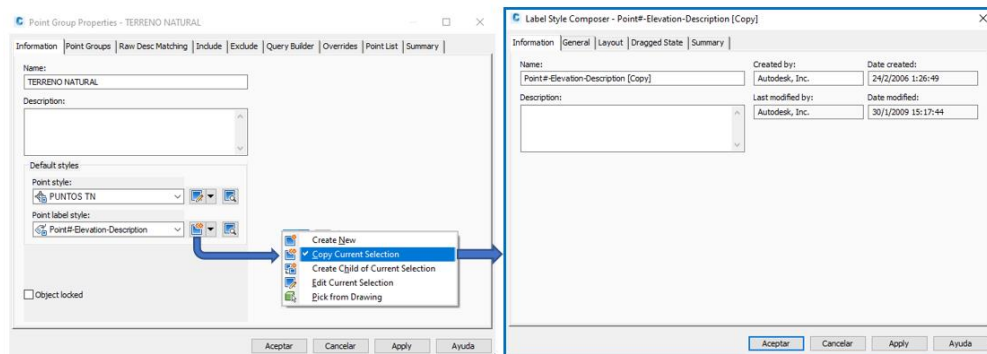 Point Group Properties - TERRENO NATURAL
Information Point Groups Raw Desc Matching Include Exclude Query Builder Overrides Point List Summary
Name:
TERRENO NATURAL
Description:
Default styles
Point style:
PUNTOS TN
Point label style:
Point#-Elevation-Description
Object locked
Aceptar Cancelar Apply Ayuda
Create New
Copy Current Selection
Create Child of Current Selection
Edit Current Selection
Pick from Drawing
Label Style Composer - Point#-Elevation-Description [Copy]
Information General Layout Dragged State Summary
Name: Created by: Date created:
Point#-Elevation-Description [Copy] Autodesk, Inc. 24/2/2006 1:26:49
Description: Last modified by: Date modified:
Autodesk, Inc. 30/1/2009 15:17:44
Aceptar Cancelar Apply Ayuda